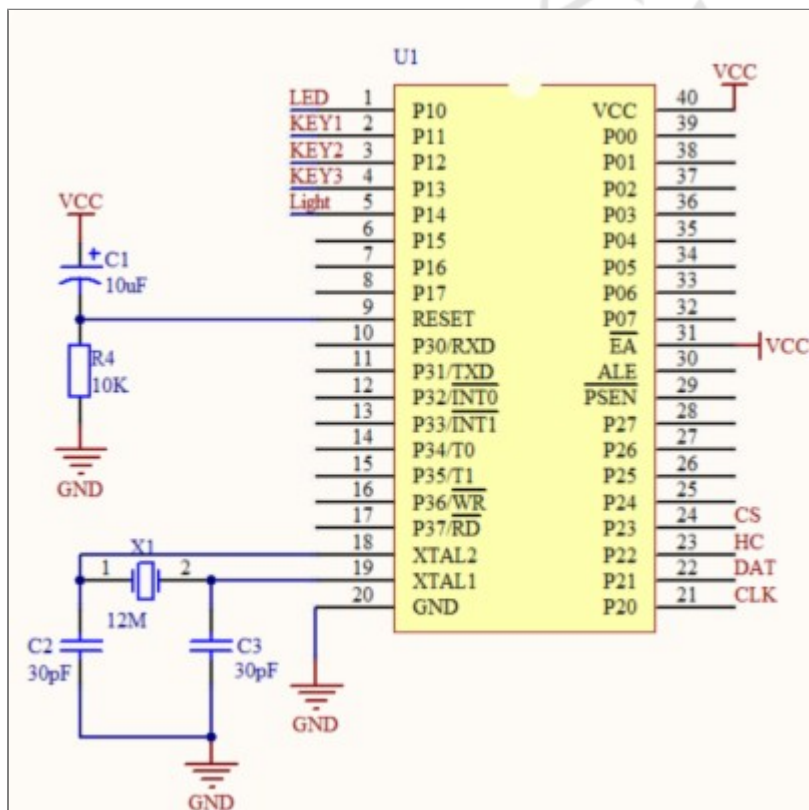 U1
VCC
LED 1 P10 VCC 40
KEY1 2 P11 P00 39
KEY2 3 P12 P01 38
KEY3 4 P13 P02 37
Light 5 P14 P03 36
6 P15 P04 35
7 P16 P05 34
8 P17 P06 33
9 RESET P07 32
10 P30/RXD EA 31 VCC
11 P31/TXD ALE 30
12 P32/INT0 PSEN 29
13 P33/INT1 P27 28
14 P34/T0 P26 27
15 P35/T1 P25 26
16 P36/WR P24 25
17 P37/RD P23 24 CS
18 XTAL2 P22 23 HC
19 XTAL1 P21 22 DAT
20 GND P20 21 CLK
VCC
+ C1
10uF
R4
10K
GND
X1
1 2
12M
C2
30pF
C3
30pF
GND
GND